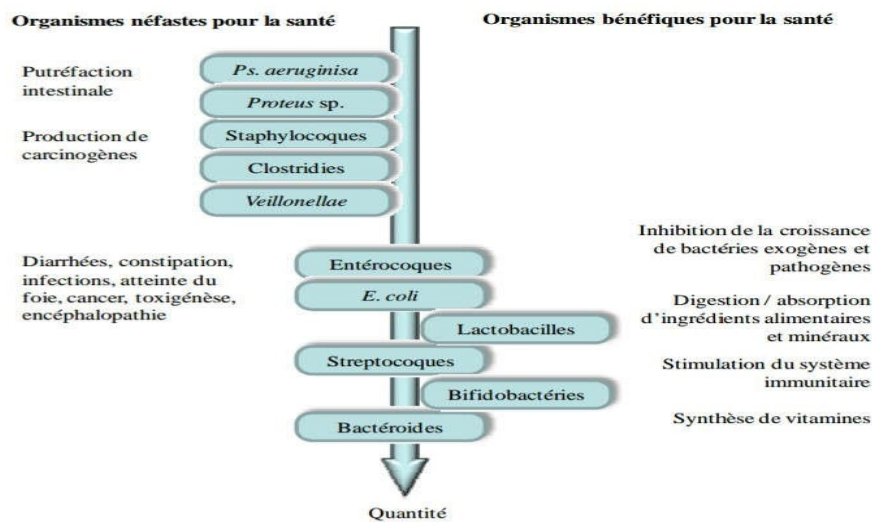 Organismes néfastes pour la santé
Organismes bénéfiques pour la santé
Putréfaction
intestinale
Production de
carcinogènes
Ps. aeruginisa
Proteus sp.
Staphylocoques
Clostridies
Veillonellae
Diarrhées, constipation,
infections, atteinte du
foie, cancer, toxigénèse,
encéphalopathie
Entérocoques
E. coli
Lactobacilles
Streptocoques
Bifidobactéries
Bactéroides
Inhibition de la croissance
de bactéries exogènes et
pathogènes
Digestion / absorption
d'ingrédients alimentaires
et minéraux
Stimulation du système
immunitaire
Synthèse de vitamines
Quantité